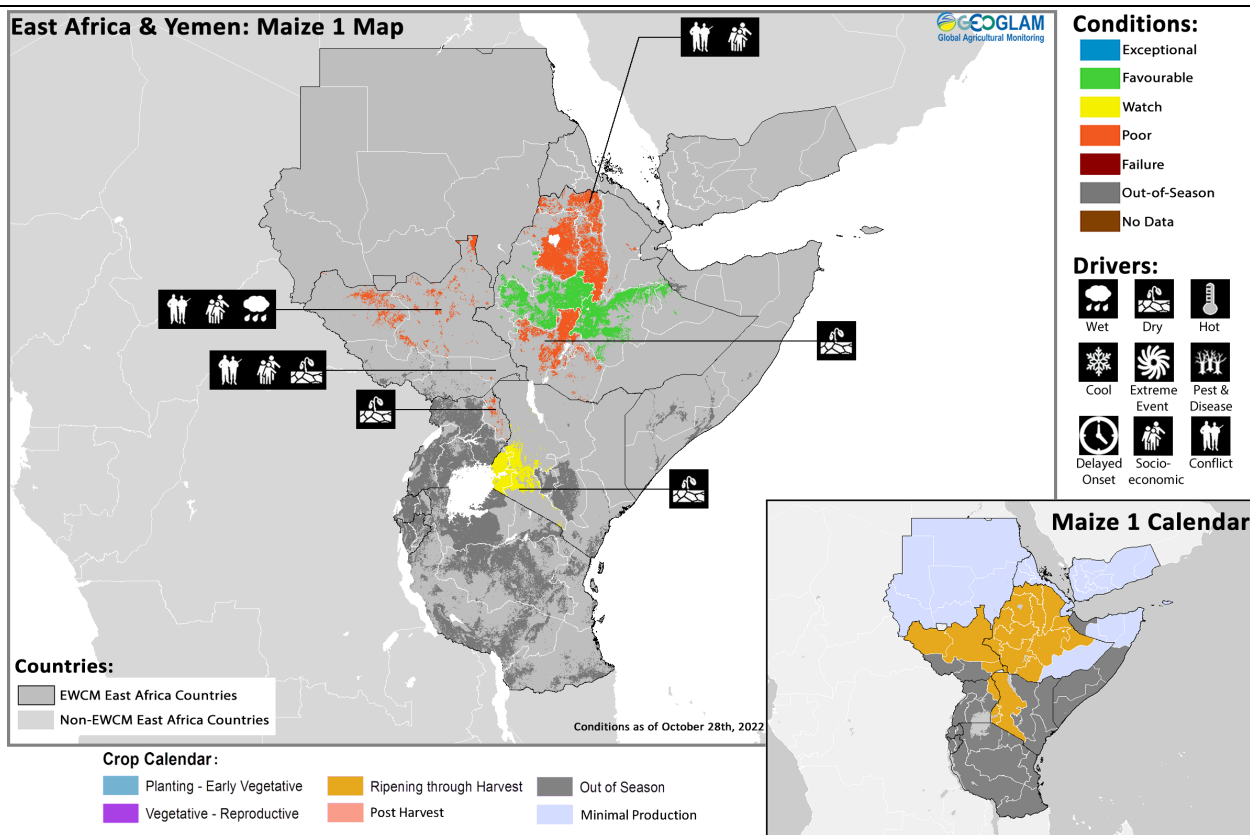 East Africa & Yemen: Maize 1 Map
GEOGLAM
Global Agricultural Monitoring
Conditions:
Exceptional
Favourable
Watch
Poor
Failure
Out-of-Season
No Data
Drivers:
Wet
Dry
Hot
Cool
Extreme
Event
Pest &
Disease
Delayed
Onset
Socio-
economic
Conflict
Countries:
EWCM East Africa Countries
Non-EWCM East Africa Countries
Conditions as of October 28th, 2022
Maize 1 Calendar
Crop Calendar:
Planting - Early Vegetative
Vegetative - Reproductive
Ripening through Harvest
Post Harvest
Out of Season
Minimal Production